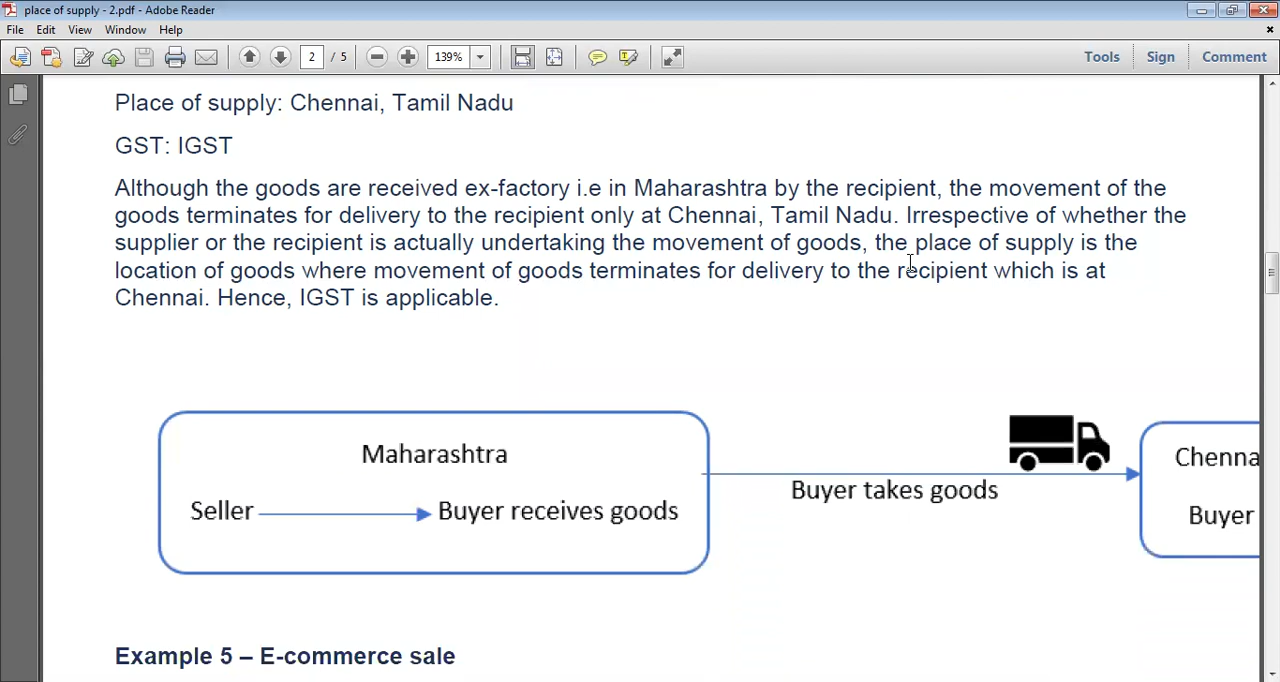 place of supply - 2.pdf - Adobe Reader
File Edit View Window Help
2 / 5 139% Tools Sign Comment
Place of supply: Chennai, Tamil Nadu
GST: IGST
Although the goods are received ex-factory i.e in Maharashtra by the recipient, the movement of the
goods terminates for delivery to the recipient only at Chennai, Tamil Nadu. Irrespective of whether the
supplier or the recipient is actually undertaking the movement of goods, the place of supply is the
location of goods where movement of goods terminates for delivery to the recipient which is at
Chennai. Hence, IGST is applicable.
Maharashtra
Seller Buyer receives goods
Buyer takes goods
Chenna
Buyer
Example 5 – E-commerce sale